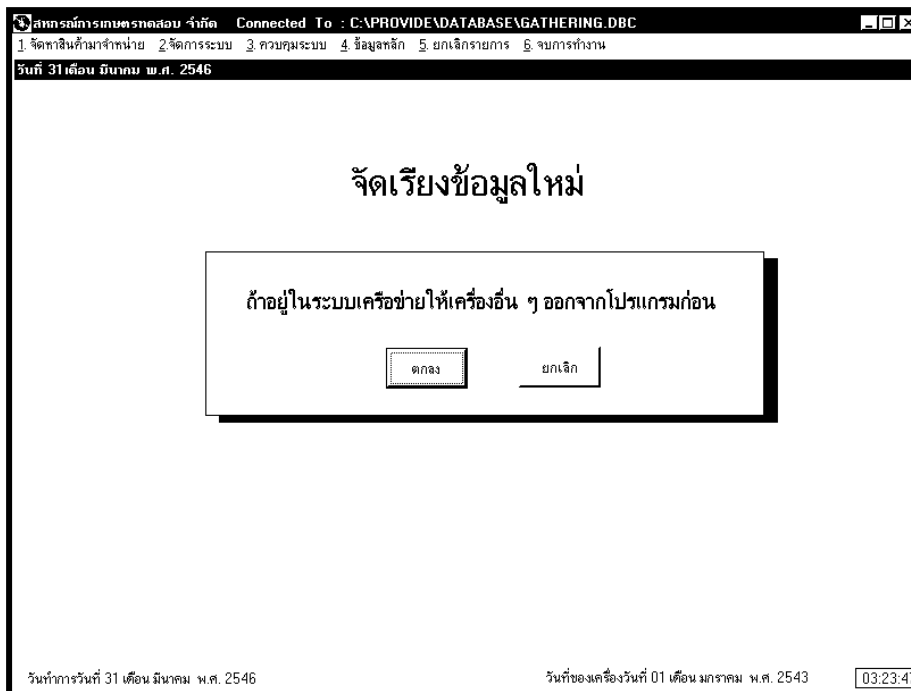 สหกรณ์การเกษตรทดสอบ จำกัด Connected To : C:\PROVIDE\DATABASE\GATHERING.DBC
1. จัดหาสินค้ามาจำหน่าย 2.จัดการระบบ 3. ควบคุมระบบ 4. ข้อมูลหลัก 5. ยกเลิกรายการ 6. จบการทำงาน
วันที่ 31 เดือน มีนาคม พ.ศ. 2546
จัดเรียงข้อมูลใหม่
ถ้าอยู่ในระบบเครือข่ายให้เครื่องอื่น ๆ ออกจากโปรแกรมก่อน
ตกลง ยกเลิก
วันทำการวันที่ 31 เดือน มีนาคม พ.ศ. 2546 วันที่ของเครื่องวันที่ 01 เดือน มกราคม พ.ศ. 2543 03:23:4